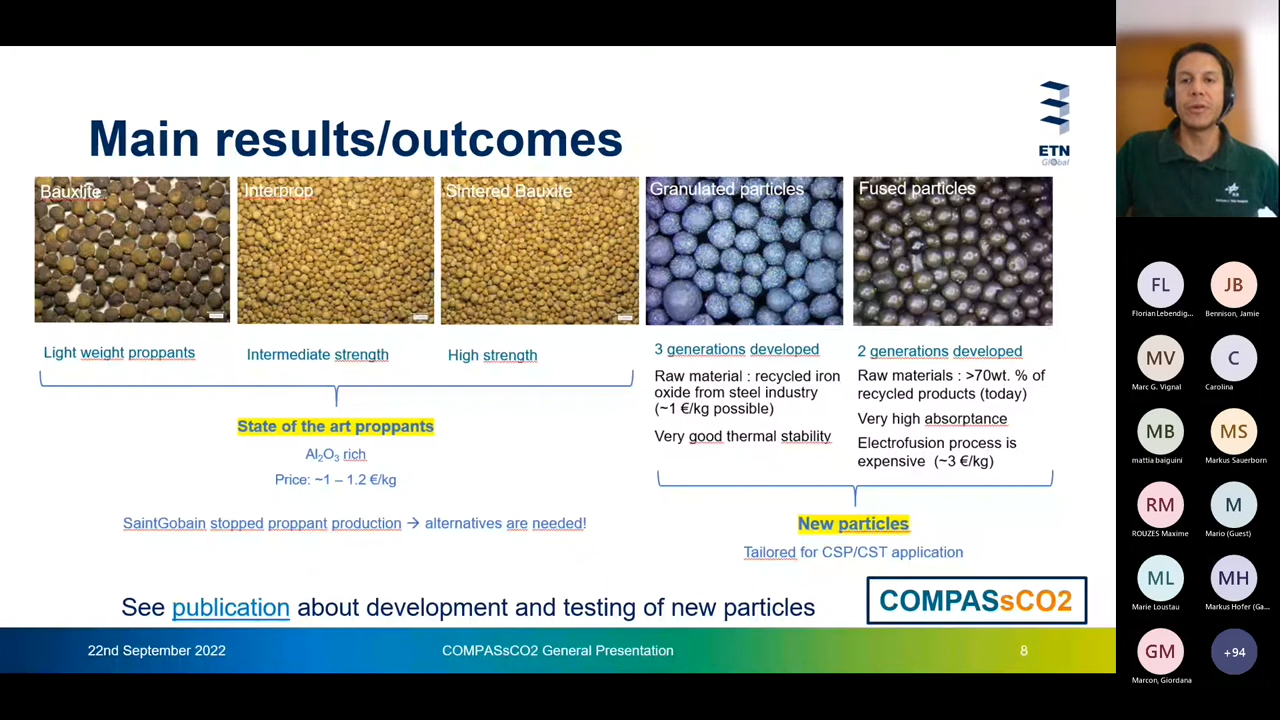 Main results/outcomes
ETN
Global
Bauxlite
Interprop
Sintered Bauxite
Granulated particles
Fused particles
Light weight proppants
Intermediate strength
High strength
3 generations developed
Raw material : recycled iron
oxide from steel industry
(~1 €/kg possible)
Very good thermal stability
2 generations developed
Raw materials : >70wt. % of
recycled products (today)
Very high absorptance
Electrofusion process is
expensive (~3 €/kg)
State of the art proppants
Al₂O₃ rich
Price: ~1 – 1.2 €/kg
SaintGobain stopped proppant production → alternatives are needed!
New particles
Tailored for CSP/CST application
See publication about development and testing of new particles
COMPASsCO2
22nd September 2022
COMPASsCO2 General Presentation
8
FL
JB
Florian Lebendig...
Bennison, Jamie
MV
C
Marc G. Vignal
Carolina
MB
MS
mattia baiguini
Markus Sauerborn
RM
M
ROUZES Maxime
Mario (Guest)
ML
MH
Marie Loustau
Markus Hofer (Ga...
GM
+94
Marcon, Giordana